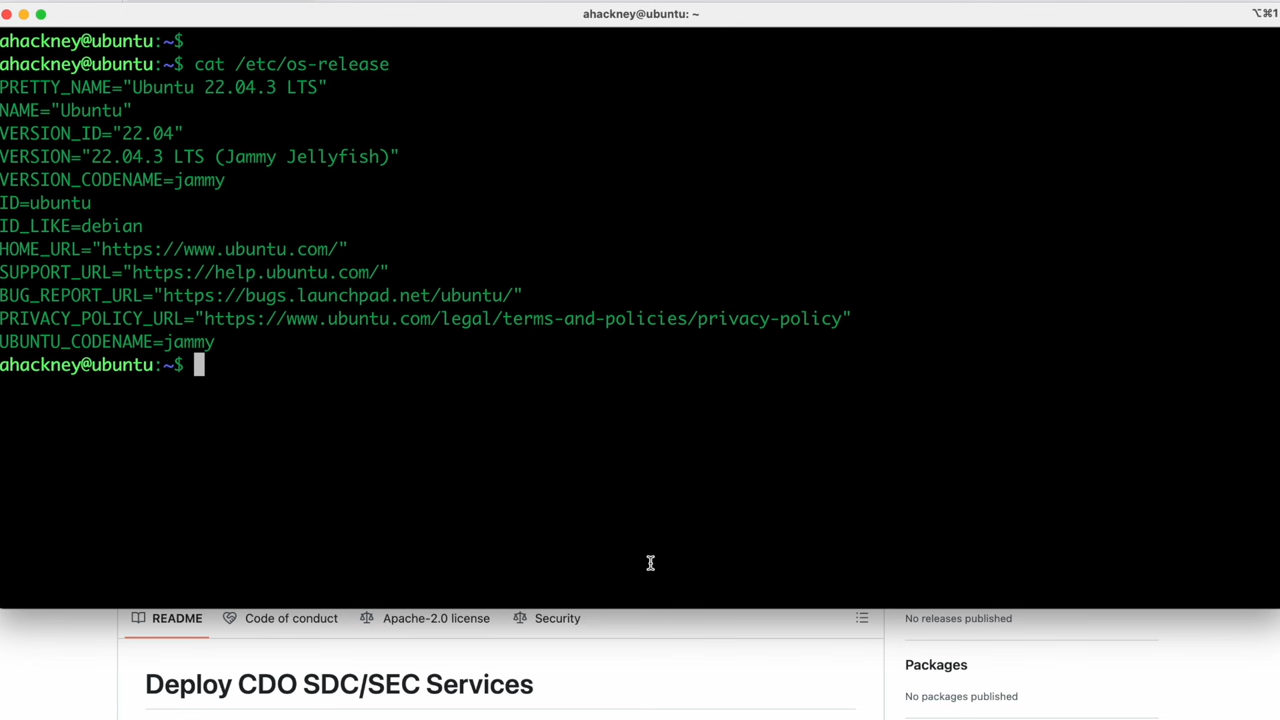 ahackney@ubuntu: ~
⌥⌘1
ahackney@ubuntu:~$
ahackney@ubuntu:~$ cat /etc/os-release
PRETTY_NAME="Ubuntu 22.04.3 LTS"
NAME="Ubuntu"
VERSION_ID="22.04"
VERSION="22.04.3 LTS (Jammy Jellyfish)"
VERSION_CODENAME=jammy
ID=ubuntu
ID_LIKE=debian
HOME_URL="https://www.ubuntu.com/"
SUPPORT_URL="https://help.ubuntu.com/"
BUG_REPORT_URL="https://bugs.launchpad.net/ubuntu/"
PRIVACY_POLICY_URL="https://www.ubuntu.com/legal/terms-and-policies/privacy-policy"
UBUNTU_CODENAME=jammy
ahackney@ubuntu:~$
README
Code of conduct
Apache-2.0 license
Security
No releases published
Deploy CDO SDC/SEC Services
Packages
No packages published